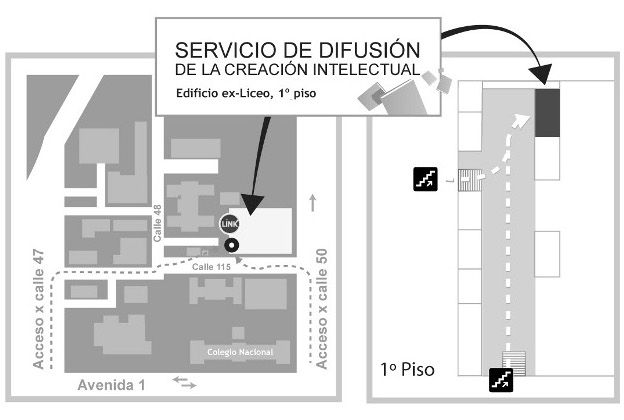 SERVICIO DE DIFUSIÓN
DE LA CREACIÓN INTELECTUAL
Edificio ex-Liceo, 1º piso
Calle 48
LINK
Acceso x calle 47
Calle 115
Acceso x calle 50
Colegio Nacional
Avenida 1
1º Piso